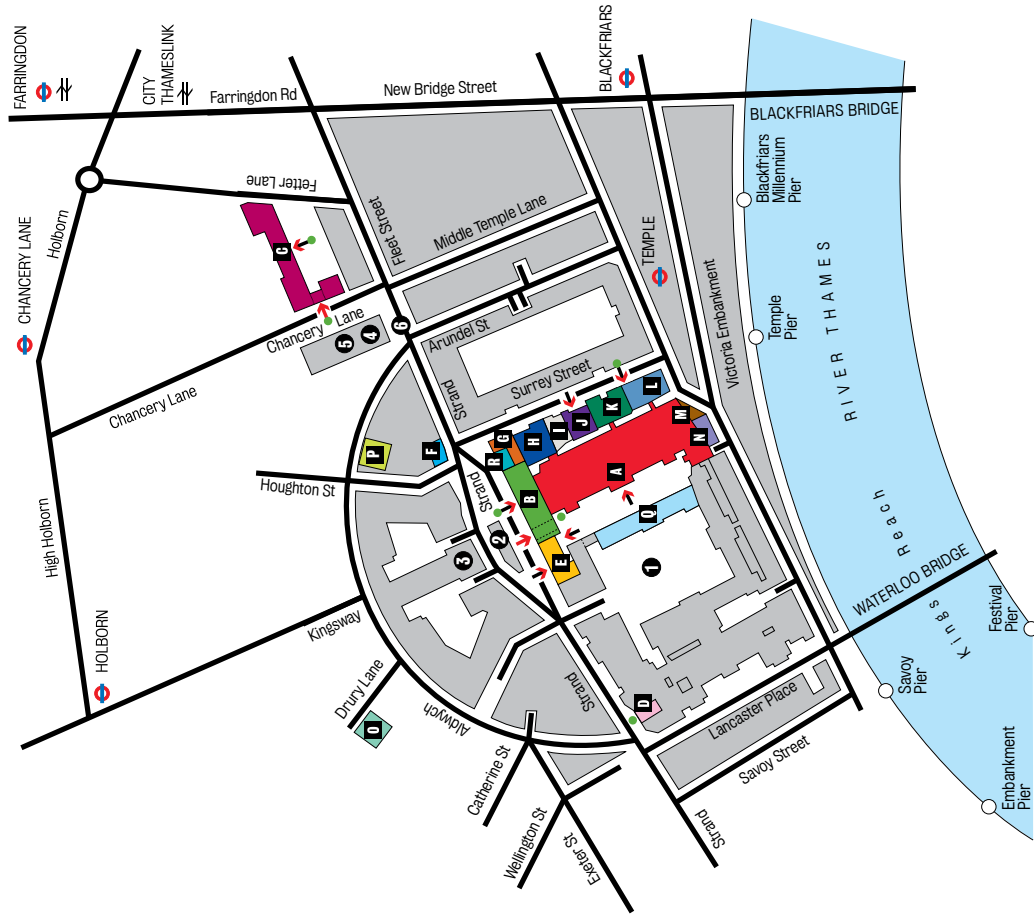 FARRINGDON
CITY
THAMESLINK
Farringdon Rd
New Bridge Street
BLACKFRIARS
BLACKFRIARS BRIDGE
CHANCERY LANE
Holborn
Fetter Lane
Fleet Street
Middle Temple Lane
TEMPLE
Victoria Embankment
Blackfriars
Millennium
Pier
Temple
Pier
RIVER THAMES
Kings Reach
C
Chancery Lane
Chancery Lane
5
4
6
Arundel St
Strand
Surrey Street
High Holborn
HOLBORN
Houghton St
P
F
Strand
R
G
H
I
J
K
L
M
N
A
B
Q
E
2
3
1
Kingsway
Drury Lane
O
Aldwych
Catherine St
Wellington St
Exeter St
Strand
D
Strand
Lancaster Place
Savoy Street
WATERLOO BRIDGE
Savoy
Pier
Festival
Pier
Embankment
Pier